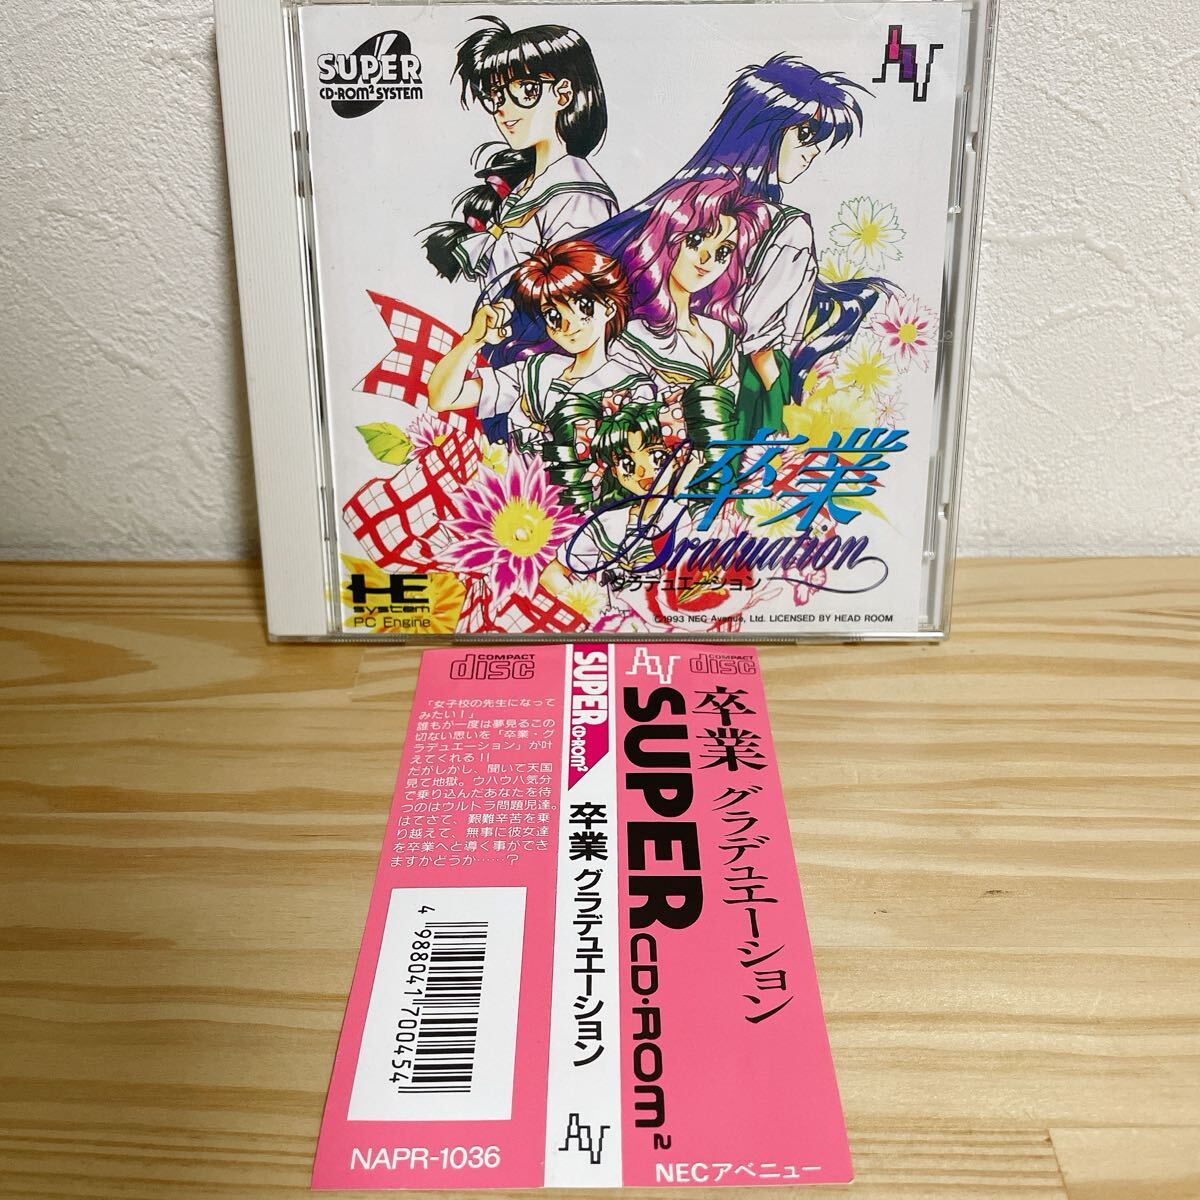 SUPER
CD-ROM² SYSTEM
AV
卒業
Graduation
グラデュエーション
HE
system
PC Engine
©1993 NEC Avenue, Ltd. LICENSED BY HEAD ROOM
COMPACT
disc
「女子校の先生になって
みたい！」
誰もが一度は夢見るこの
切ない思いを「卒業・グ
ラデュエーション」が叶
えてくれる！！
だがしかし、聞いて天国
見て地獄。ウハウハ気分
で乗り込んだあなたを待
つのはウルトラ問題児達。
はてさて、艱難辛苦を乗
り越えて、無事に彼女達
を卒業へと導く事ができ
ますかどうか……？
4 988041 700454
NAPR-1036
SUPER CD-ROM²
卒業 グラデュエーション
AV
AV
SUPER CD-ROM²
COMPACT
disc
卒業 グラデュエーション
NECアベニュー